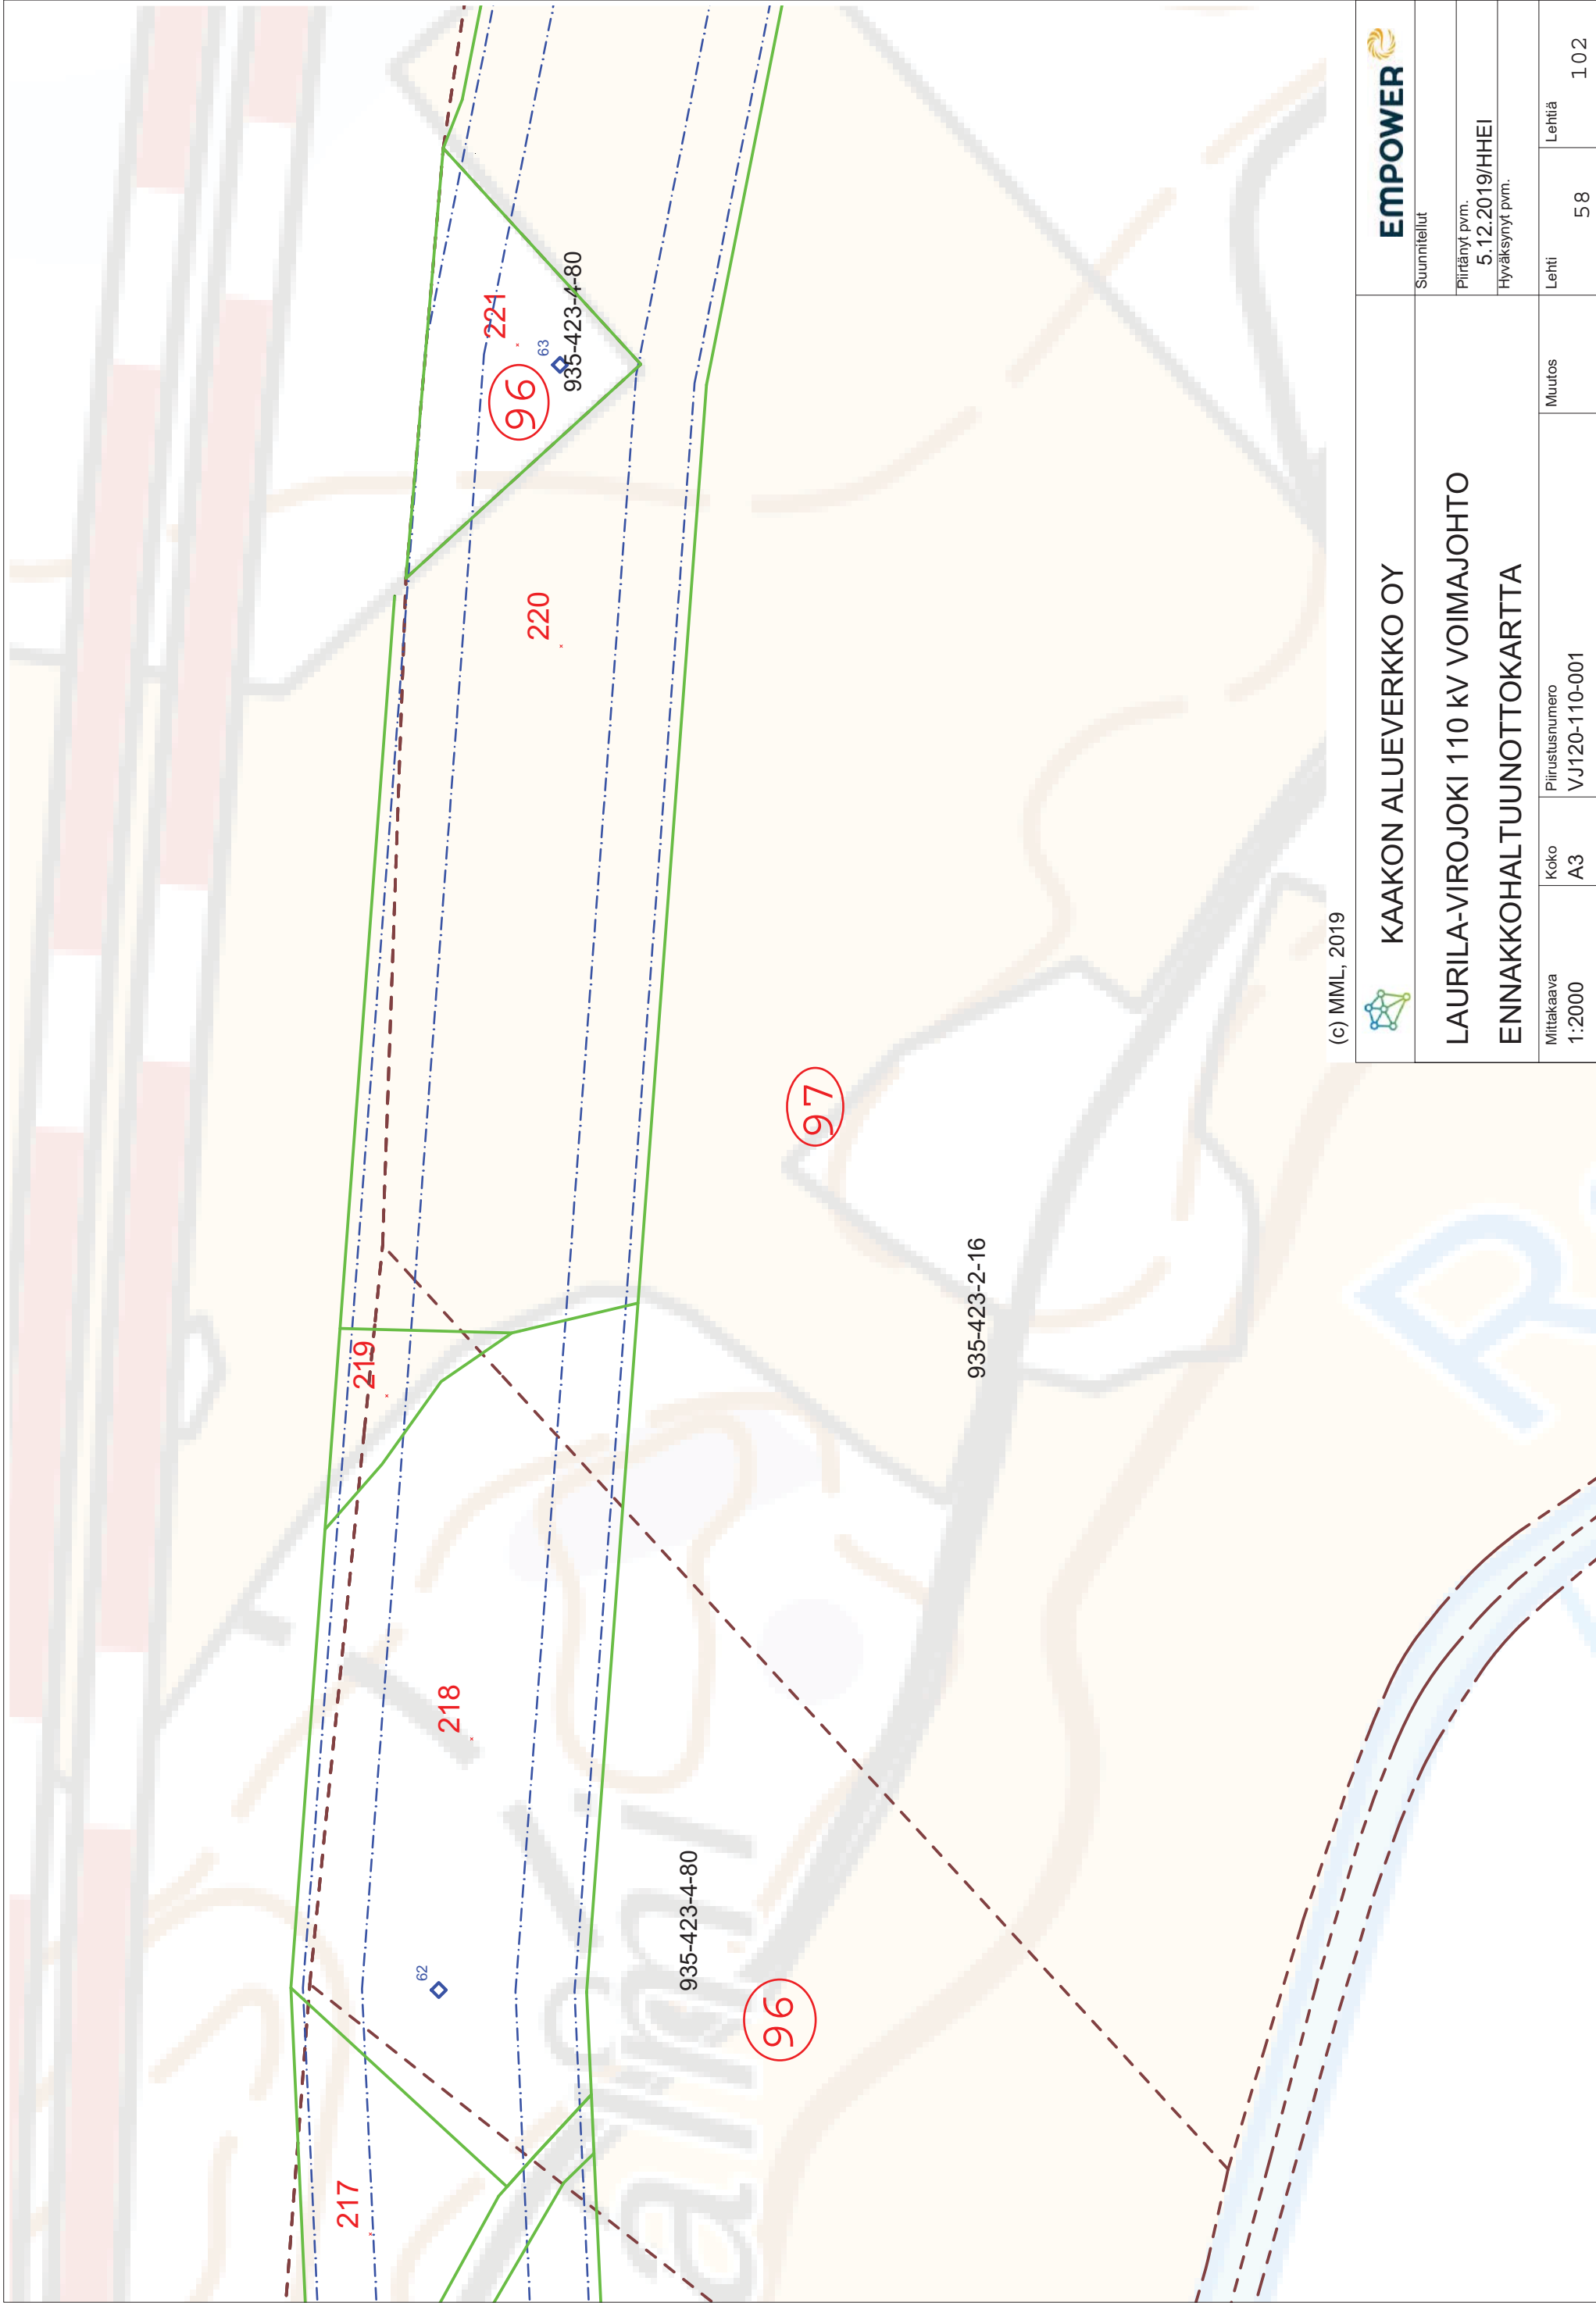 217
218
219
220
221
62
63
96
96
97
935-423-4-80
935-423-4-80
935-423-2-16
(c) MML, 2019
KAAKON ALUEVERKKO OY
EMPOWER
LAURILA-VIROJOKI 110 kV VOIMAJOHTO
ENNAKKOHALTUUNOTTOKARTTA
Suunnitellut
Piirtänyt pvm.
5.12.2019/HHEI
Hyväksynyt pvm.
Mittakaava
1:2000
Koko
A3
Piirustusnumero
VJ120-110-001
Muutos
Lehti
58
Lehtiä
102